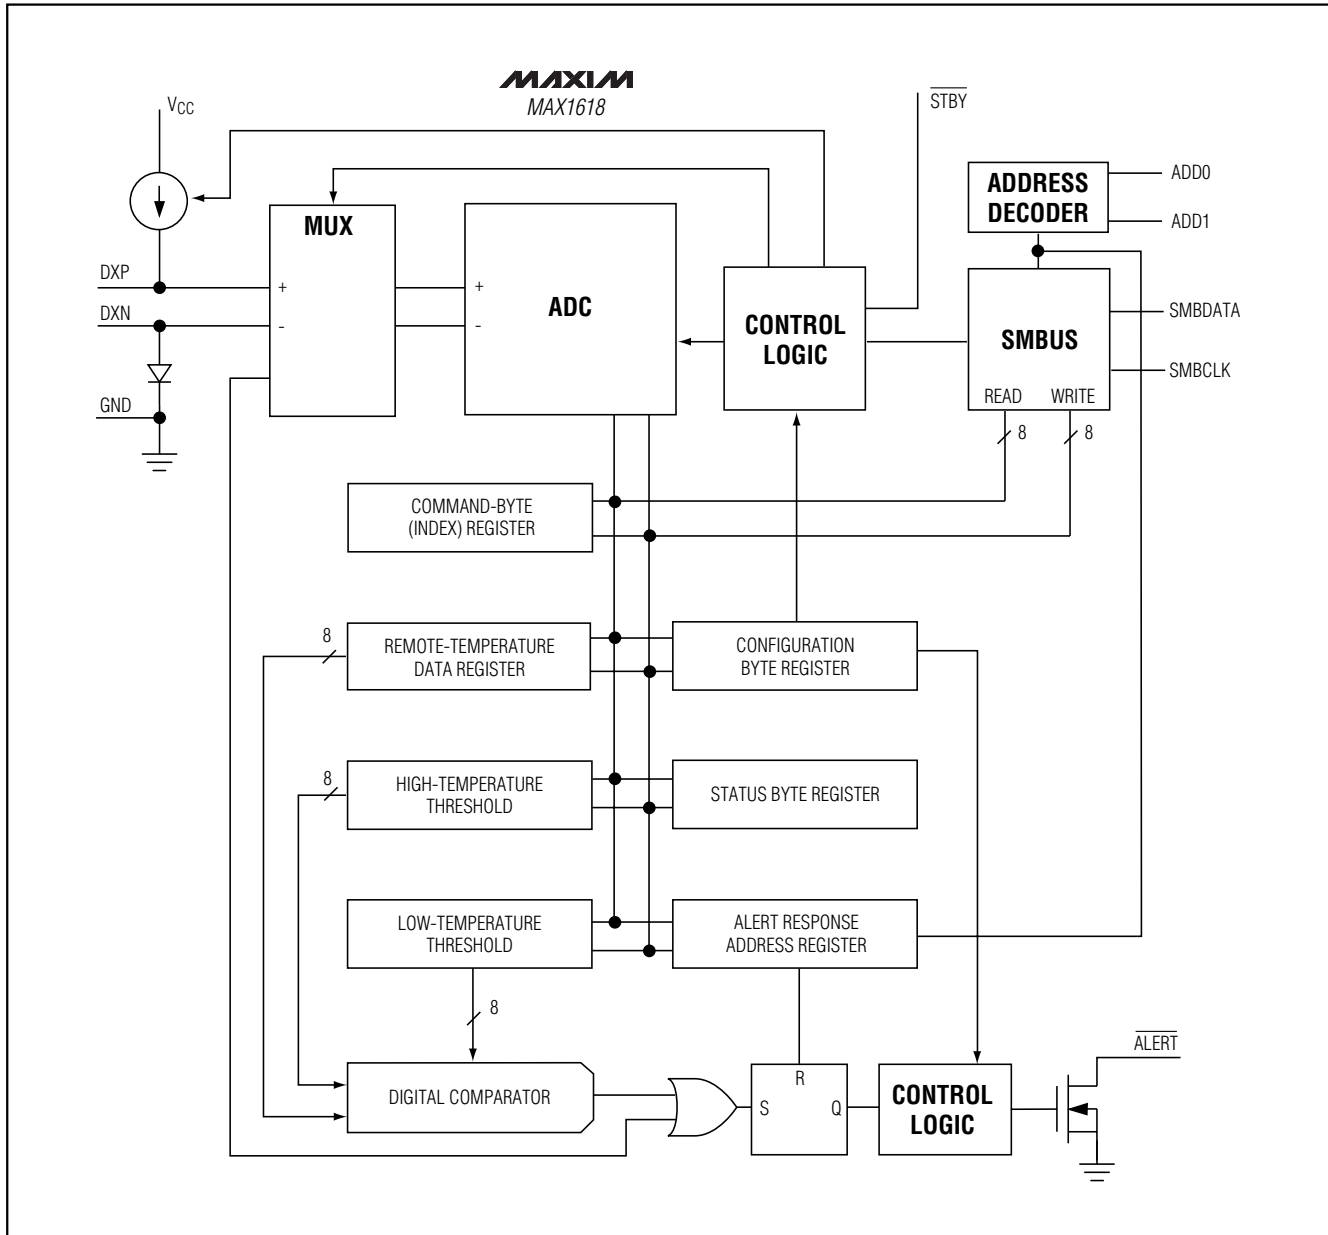 MAXIM
MAX1618
VCC
STBY
ADDRESS
DECODER
ADD0
ADD1
MUX
DXP
+
+
ADC
DXN
-
-
CONTROL
LOGIC
SMBUS
SMBDATA
SMBCLK
GND
READ
WRITE
8
8
COMMAND-BYTE
(INDEX) REGISTER
8
REMOTE-TEMPERATURE
DATA REGISTER
CONFIGURATION
BYTE REGISTER
8
HIGH-TEMPERATURE
THRESHOLD
STATUS BYTE REGISTER
LOW-TEMPERATURE
THRESHOLD
ALERT RESPONSE
ADDRESS REGISTER
8
DIGITAL COMPARATOR
R
S
Q
CONTROL
LOGIC
ALERT